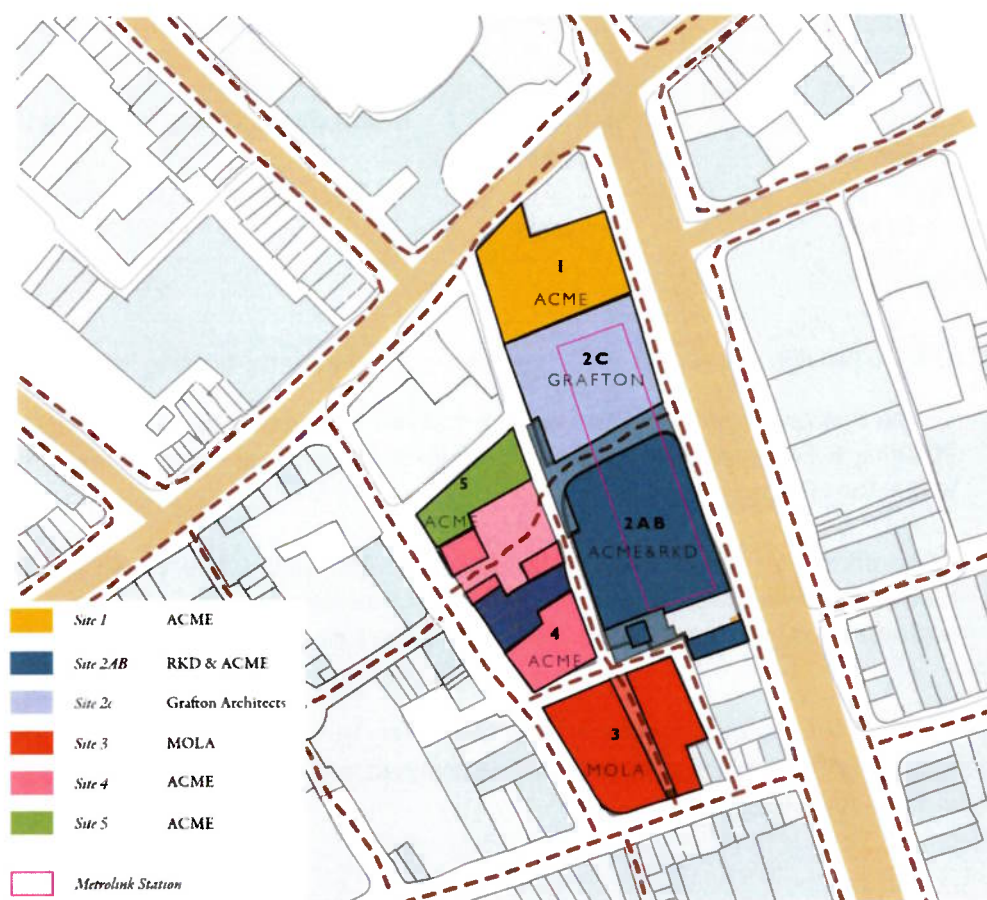 1
ACME
2C
GRAFTON
5
ACME
2AB
ACME&RKD
4
ACME
3
MOLA
Site 1 ACME
Site 2AB RKD & ACME
Site 2c Grafton Architects
Site 3 MOLA
Site 4 ACME
Site 5 ACME
Metrolink Station